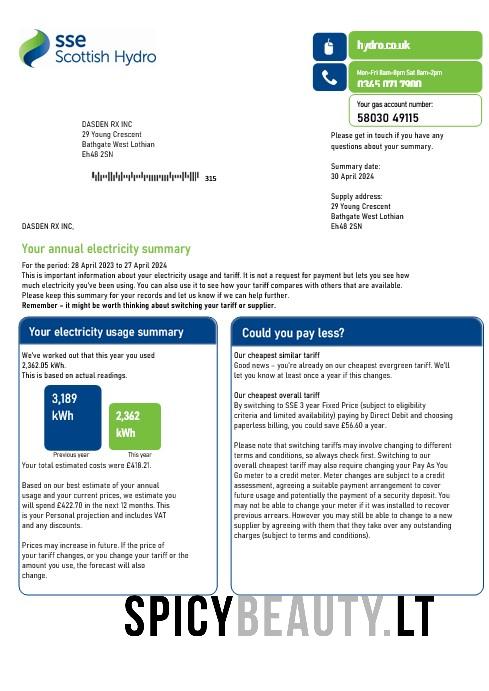 sse
Scottish Hydro
hydro.co.uk
Mon-Fri 8am-8pm Sat 8am-2pm
0345 071 7900
Your gas account number:
58030 49115
DASDEN RX INC
29 Young Crescent
Bathgate West Lothian
Eh48 2SN
315
Please get in touch if you have any
questions about your summary.
Summary date:
30 April 2024
Supply address:
29 Young Crescent
Bathgate West Lothian
Eh48 2SN
DASDEN RX INC,
Your annual electricity summary
For the period: 28 April 2023 to 27 April 2024
This is important information about your electricity usage and tariff. It is not a request for payment but lets you see how
much electricity you've been using. You can also use it to see how your tariff compares with others that are available.
Please keep this summary for your records and let us know if we can help further.
Remember – it might be worth thinking about switching your tariff or supplier.
Your electricity usage summary
We've worked out that this year you used
2,362.05 kWh.
This is based on actual readings.
3,189
kWh
2,362
kWh
Previous year
This year
Your total estimated costs were £418.21.
Based on our best estimate of your annual
usage and your current prices, we estimate you
will spend £422.70 in the next 12 months. This
is your Personal projection and includes VAT
and any discounts.
Prices may increase in future. If the price of
your tariff changes, or you change your tariff or the
amount you use, the forecast will also
change.
Could you pay less?
Our cheapest similar tariff
Good news – you're already on our cheapest evergreen tariff. We'll
let you know at least once a year if this changes.
Our cheapest overall tariff
By switching to SSE 3 year Fixed Price (subject to eligibility
criteria and limited availability) paying by Direct Debit and choosing
paperless billing, you could save £56.60 a year.
Please note that switching tariffs may involve changing to different
terms and conditions, so always check first. Switching to our
overall cheapest tariff may also require changing your Pay As You
Go meter to a credit meter. Meter changes are subject to a credit
assessment, agreeing a suitable payment arrangement to cover
future usage and potentially the payment of a security deposit. You
may not be able to change your meter if it was installed to recover
previous arrears. However you may still be able to change to a new
supplier by agreeing with them that they take over any outstanding
charges (subject to terms and conditions).
SPICYBEAUTY.LT